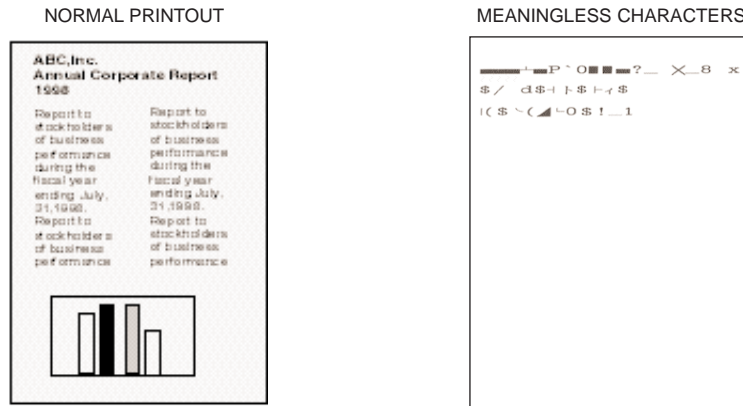 NORMAL PRINTOUT
MEANINGLESS CHARACTERS
ABC,Inc.
Annual Corporate Report
1998
Report to
stockholders
of business
performance
during the
fiscal year
ending July,
31,1998.
Report to
stockholders
of business
performance
Report to
stockholders
of business
performance
during the
fiscal year
ending July,
31,1998.
Report to
stockholders
of business
performance